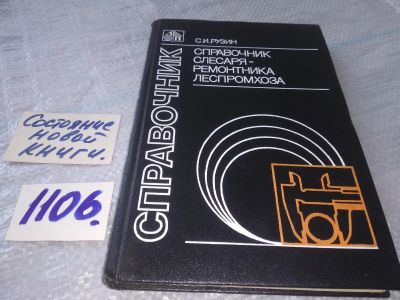 С.И.РУЗИН
СПРАВОЧНИК
СЛЕСАРЯ-
РЕМОНТНИКА
ЛЕСПРОМХОЗА
СПРАВОЧНИК
Состояние
новой
книги.
1106.